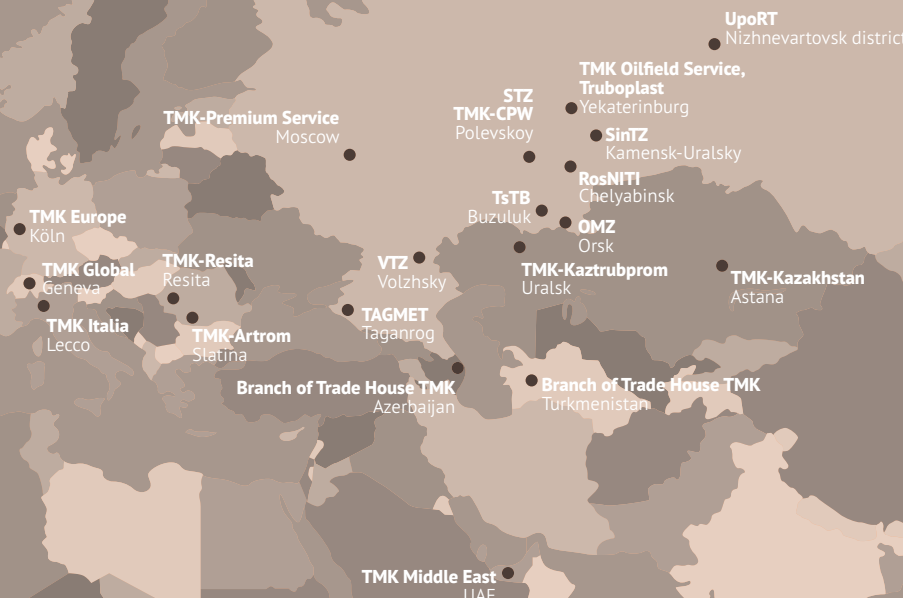 UpoRT
Nizhnevartovsk district
TMK Oilfield Service,
Truboplast
Yekaterinburg
STZ
TMK-CPW
Polevskoy
TMK-Premium Service
Moscow
SinTZ
Kamensk-Uralsky
RosNITI
Chelyabinsk
TsTB
Buzuluk
OMZ
Orsk
TMK Europe
Köln
TMK Global
Geneva
TMK-Resita
Resita
VTZ
Volzhsky
TMK-Kaztrubprom
Uralsk
TMK-Kazakhstan
Astana
TMK Italia
Lecco
TMK-Artrom
Slatina
TAGMET
Taganrog
Branch of Trade House TMK
Azerbaijan
Branch of Trade House TMK
Turkmenistan
TMK Middle East
UAE